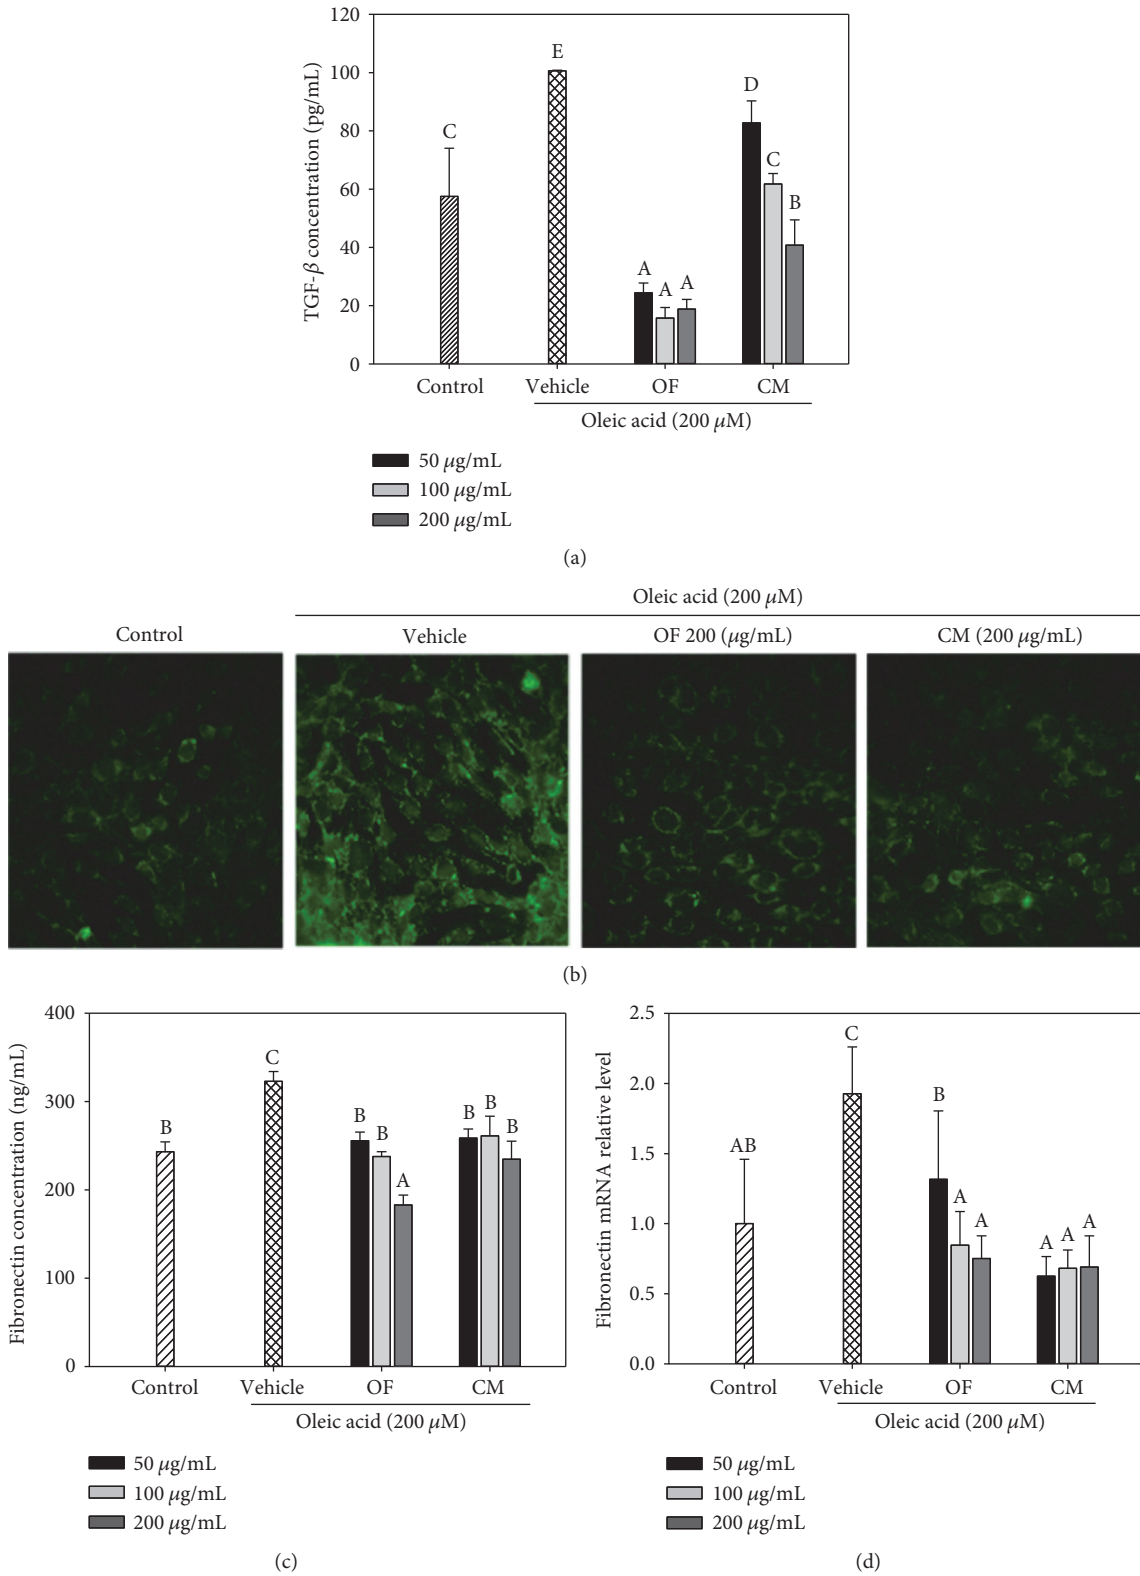 120
100
80
60
40
20
0
TGF-β concentration (pg/mL)
C
E
A
A
A
D
C
B
Control
Vehicle
OF
CM
Oleic acid (200 μM)
50 μg/mL
100 μg/mL
200 μg/mL
(a)
Oleic acid (200 μM)
Control
Vehicle
OF 200 (μg/mL)
CM (200 μg/mL)
(b)
400
300
200
100
0
Fibronectin concentration (ng/mL)
B
C
B
B
A
B
B
B
Control
Vehicle
OF
CM
Oleic acid (200 μM)
50 μg/mL
100 μg/mL
200 μg/mL
(c)
2.5
2.0
1.5
1.0
0.5
0.0
Fibronectin mRNA relative level
AB
C
B
A
A
A
A
A
Control
Vehicle
OF
CM
Oleic acid (200 μM)
50 μg/mL
100 μg/mL
200 μg/mL
(d)